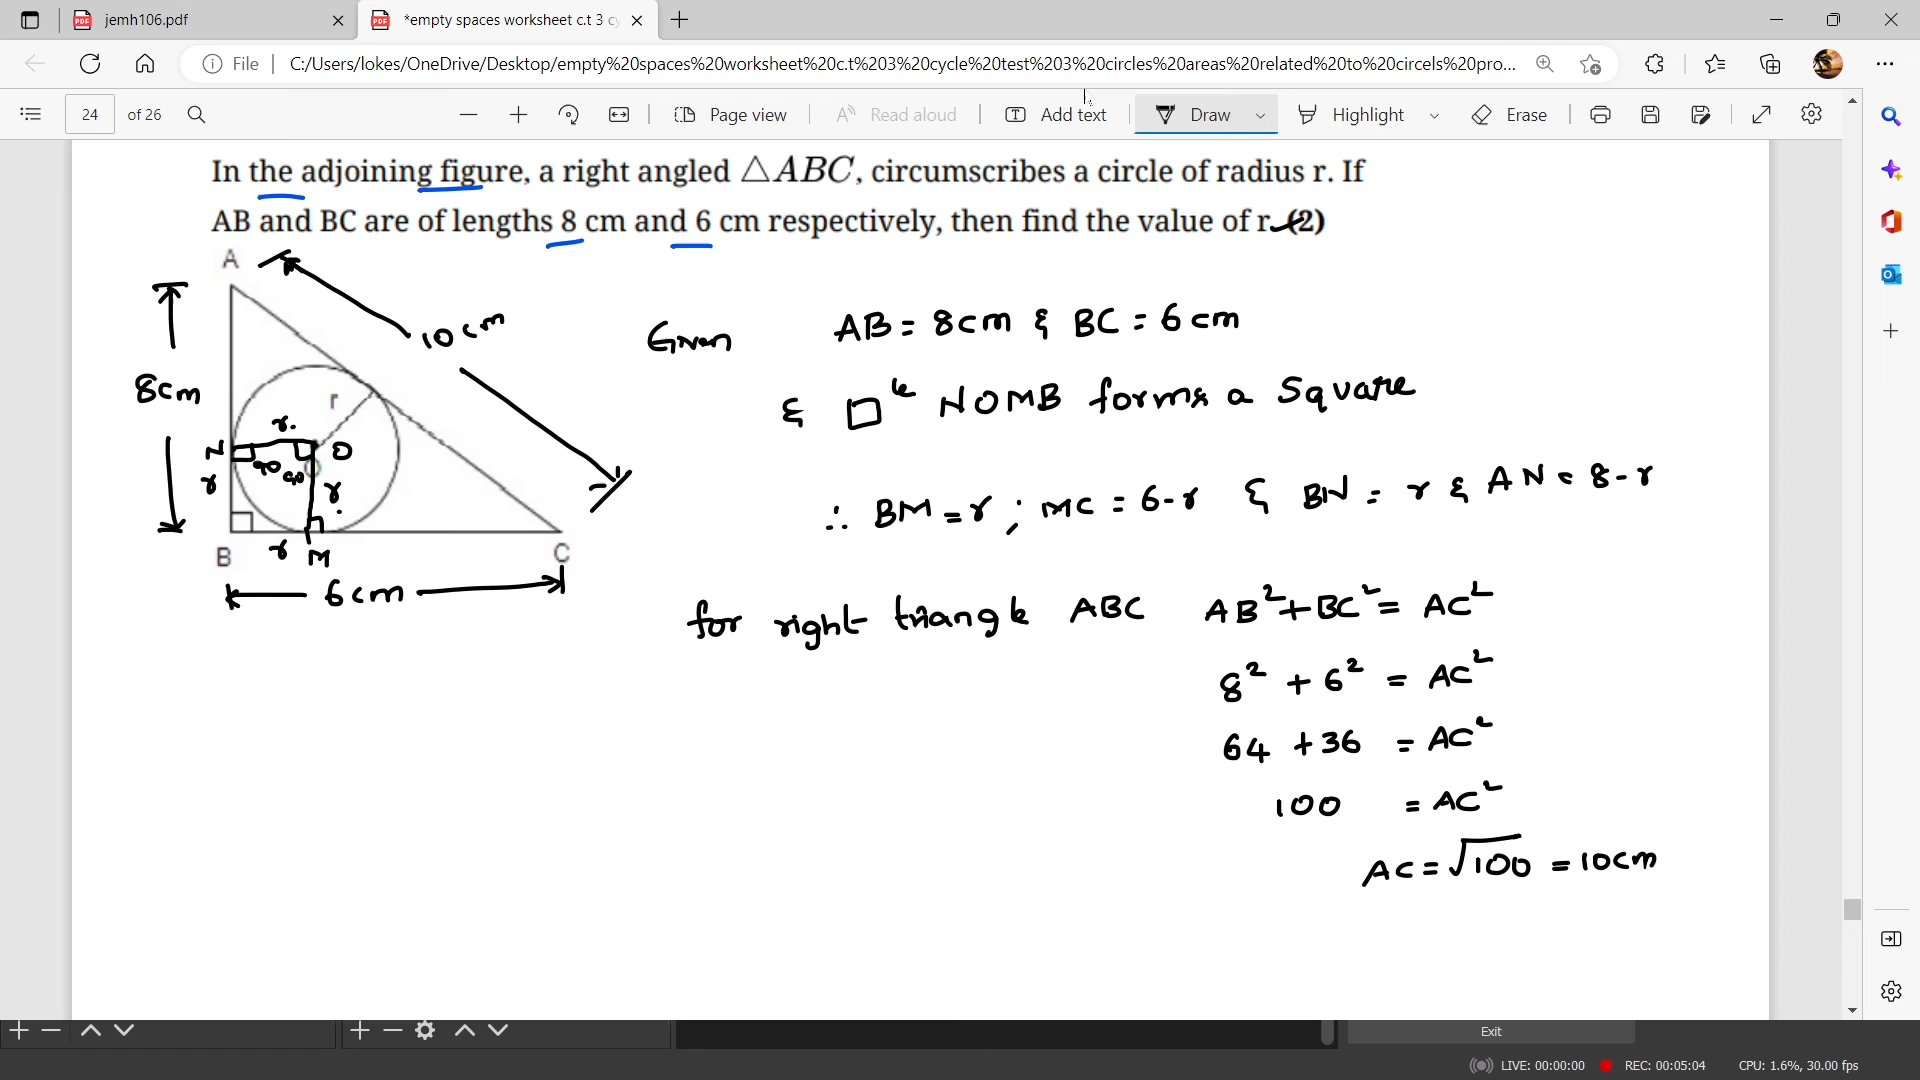 jemh106.pdf
*empty spaces worksheet c.t 3 cy
File
C:/Users/lokes/OneDrive/Desktop/empty%20spaces%20worksheet%20c.t%203%20cycle%20test%203%20circles%20areas%20related%20to%20circels%20pro...
24 of 26
Page view
Read aloud
Add text
Draw
Highlight
Erase
In the adjoining figure, a right angled △ABC, circumscribes a circle of radius r. If
AB and BC are of lengths 8 cm and 6 cm respectively, then find the value of r. (2)
A
10 cm
8cm
r
r.
N
O
90
90
r
r.
B
r
M
C
6cm
Given AB = 8cm & BC = 6cm
& □le NOMB forms a Square
∴ BM = r ; MC = 6-r & BN = r & AN = 8-r
for right triangle ABC AB²+BC² = AC²
8² + 6² = AC²
64 + 36 = AC²
100 = AC²
AC = √100 = 10cm
Exit
LIVE: 00:00:00
REC: 00:05:04
CPU: 1.6%, 30.00 fps